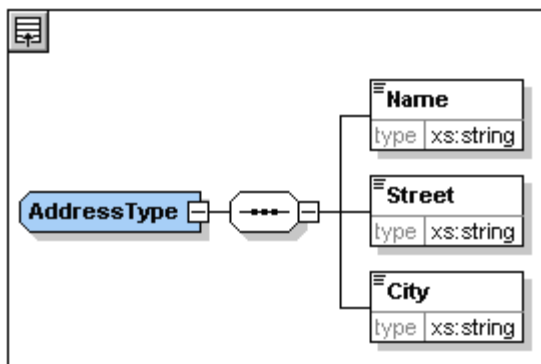 Name
type xs:string
AddressType
Street
type xs:string
City
type xs:string